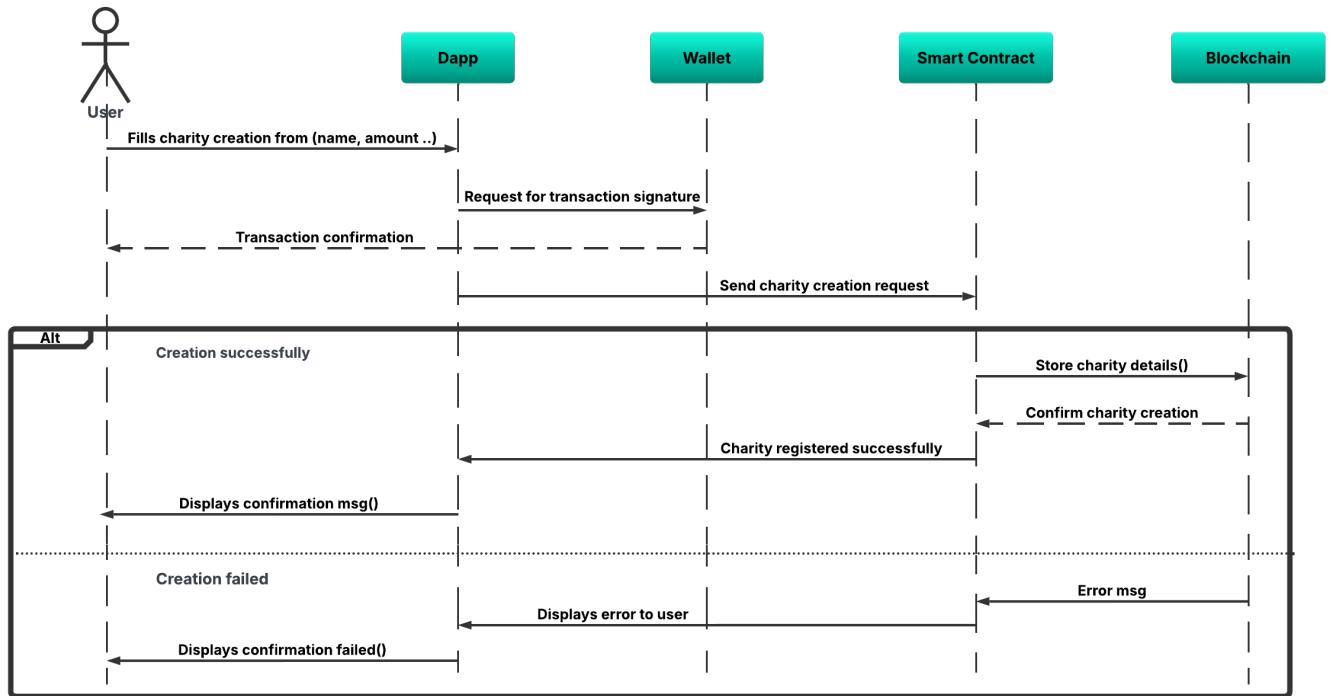 Dapp
Wallet
Smart Contract
Blockchain
User
Fills charity creation from (name, amount ..)
Request for transaction signature
Transaction confirmation
Send charity creation request
Alt
Creation successfully
Store charity details()
Confirm charity creation
Charity registered successfully
Displays confirmation msg()
Creation failed
Error msg
Displays error to user
Displays confirmation failed()